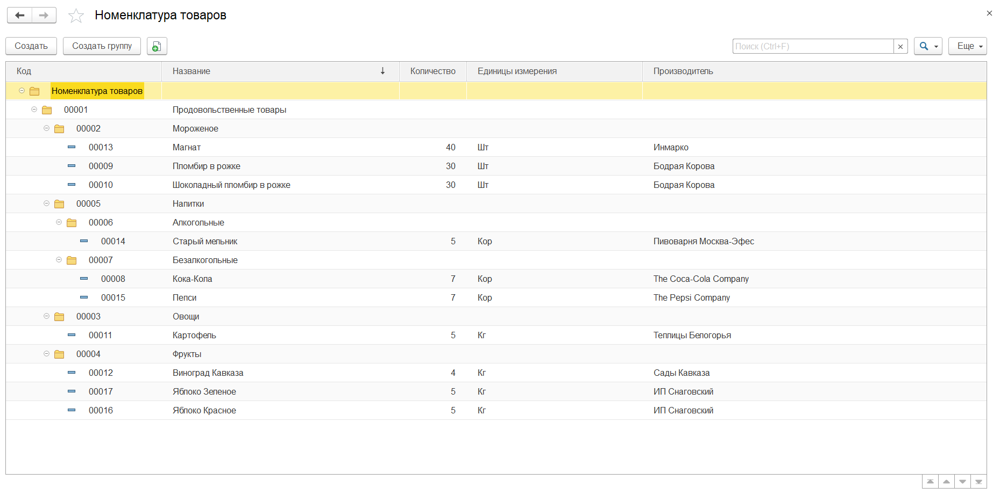 Номенклатура товаров
Создать Создать группу Поиск (Ctrl+F) Еще
Код Название Количество Единицы измерения Производитель
Номенклатура товаров
00001 Продовольственные товары
00002 Мороженое
00013 Магнат 40 Шт Инмарко
00009 Пломбир в рожке 30 Шт Бодрая Корова
00010 Шоколадный пломбир в рожке 30 Шт Бодрая Корова
00005 Напитки
00006 Алкогольные
00014 Старый мельник 5 Кор Пивоварня Москва-Эфес
00007 Безалкогольные
00008 Кока-Кола 7 Кор The Coca-Cola Company
00015 Пепси 7 Кор The Pepsi Company
00003 Овощи
00011 Картофель 5 Кг Теплицы Белогорья
00004 Фрукты
00012 Виноград Кавказа 4 Кг Сады Кавказа
00017 Яблоко Зеленое 5 Кг ИП Снаговский
00016 Яблоко Красное 5 Кг ИП Снаговский